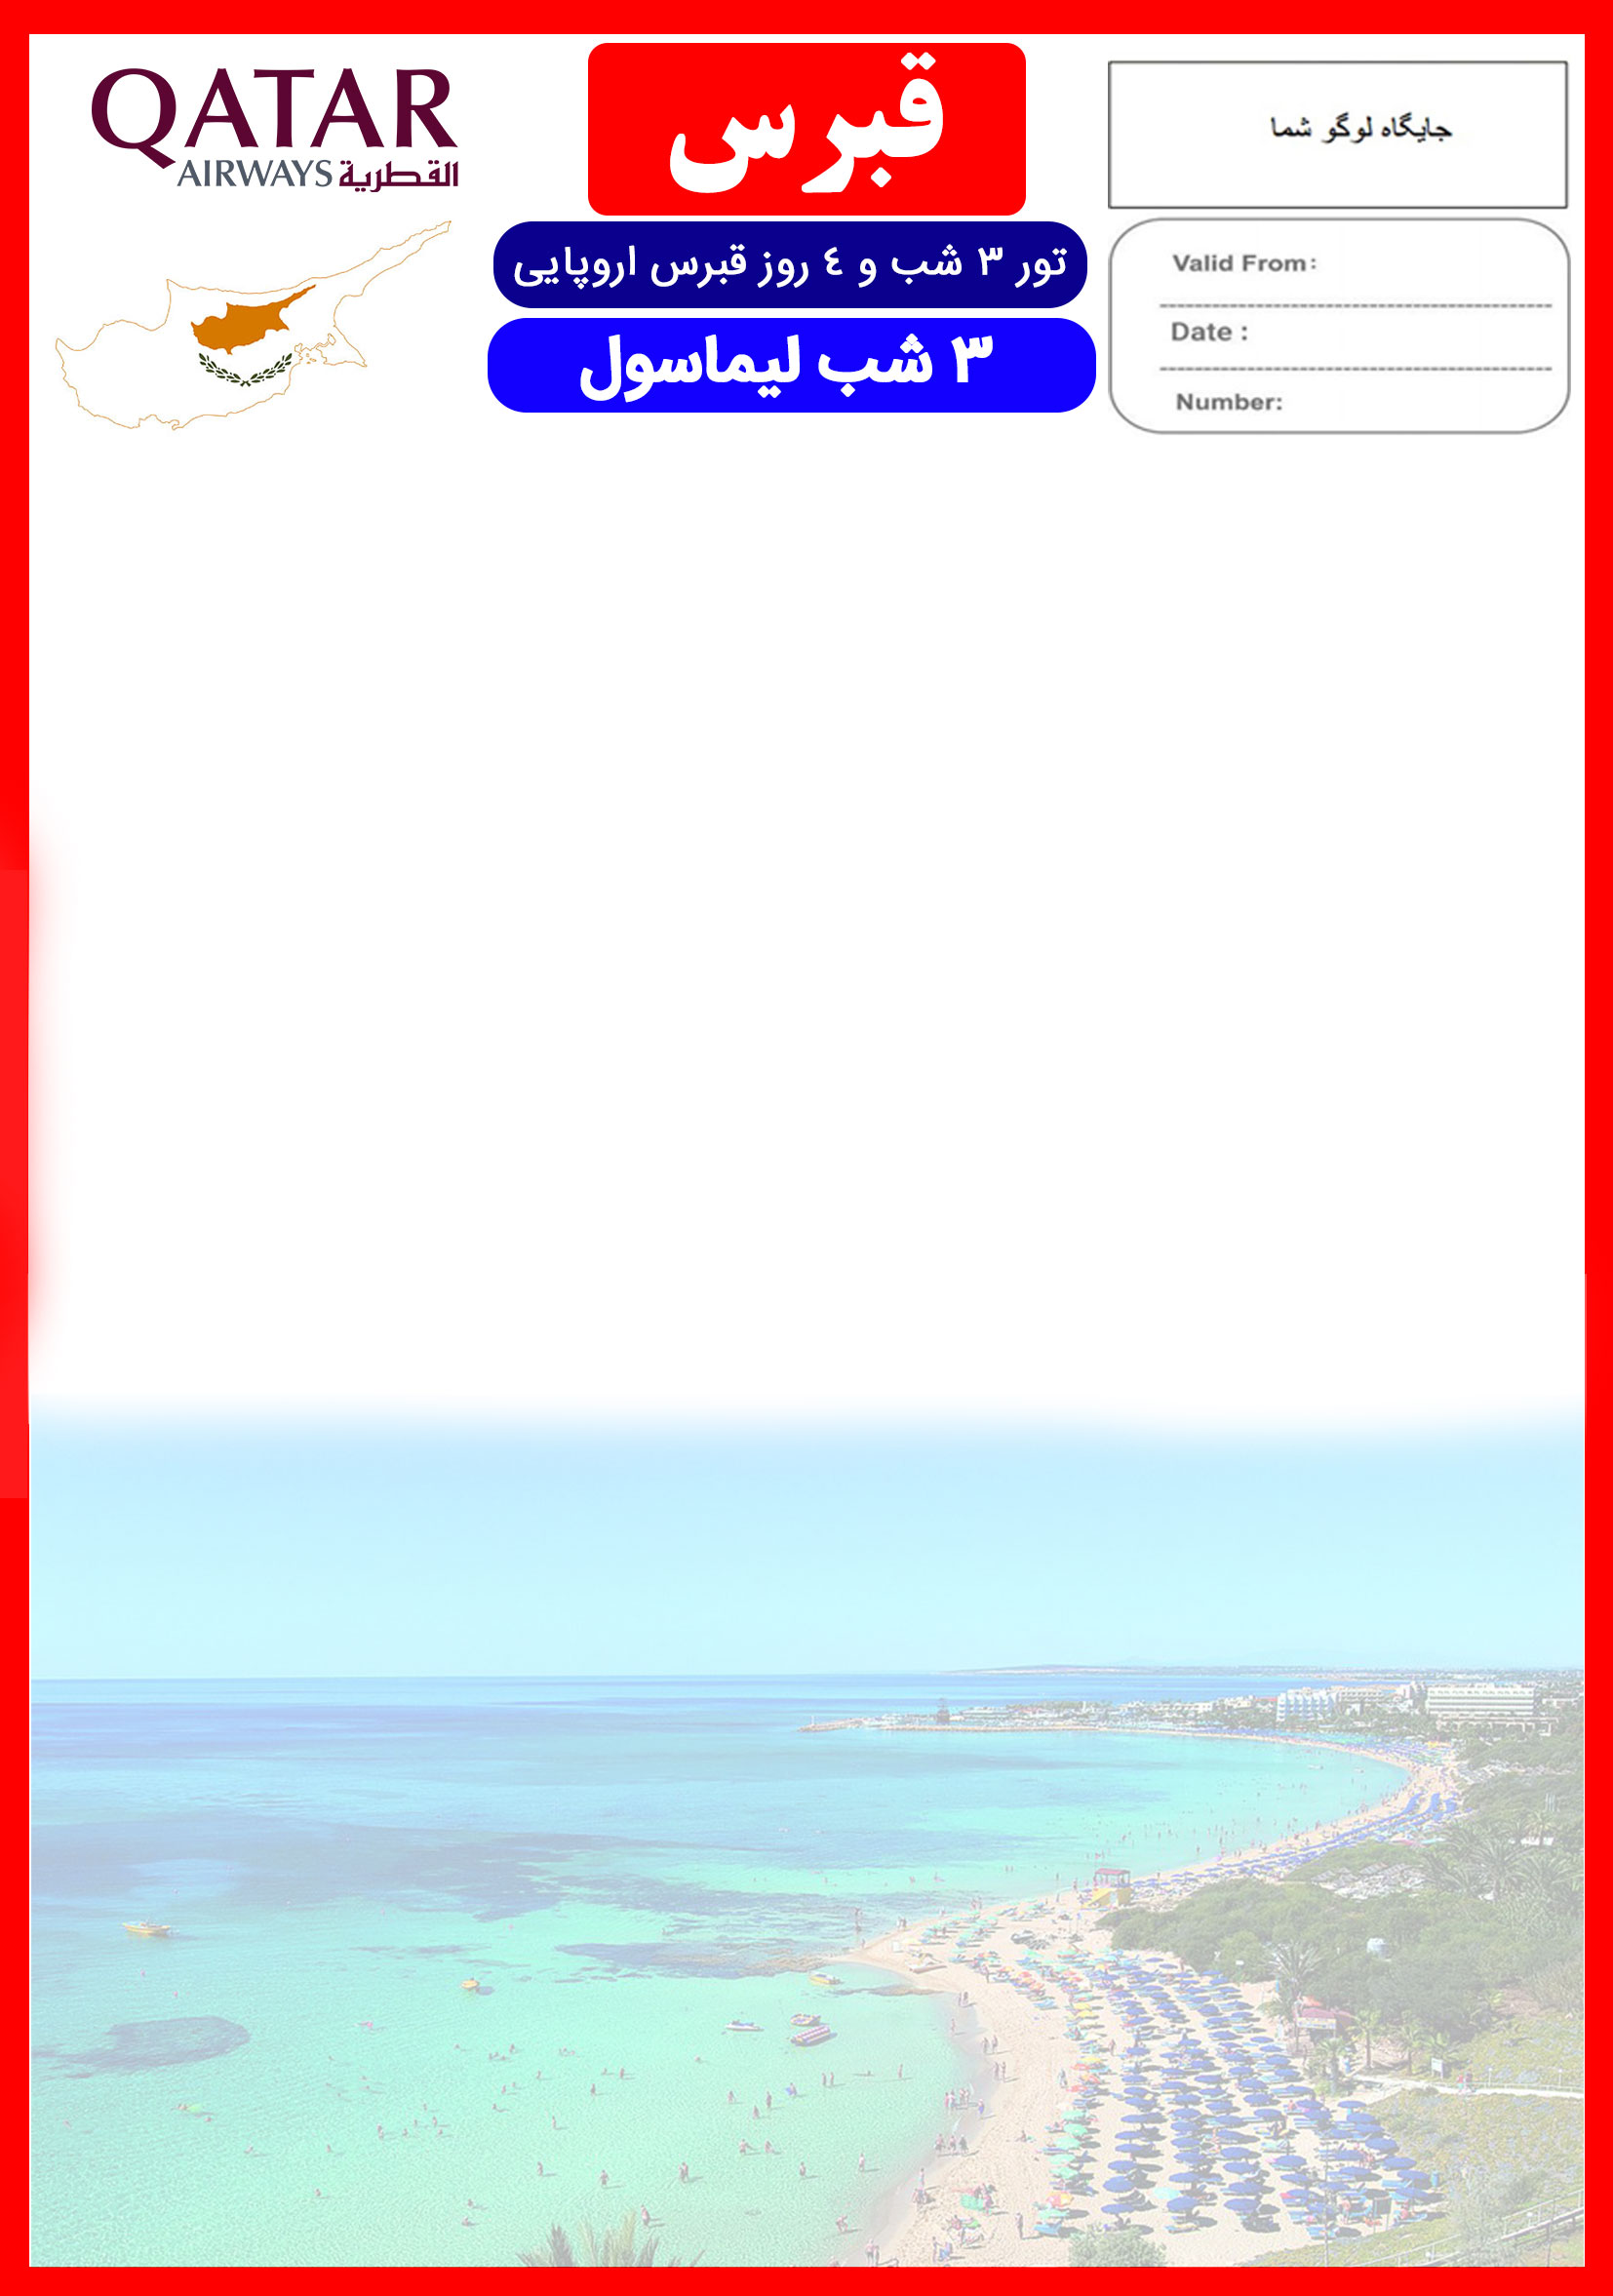 QATAR
AIRWAYS القطرية
قبرس
جایگاه لوگو شما
تور ۳ شب و ٤ روز قبرس اروپایی
۳ شب لیماسول
Valid From:
Date :
Number: